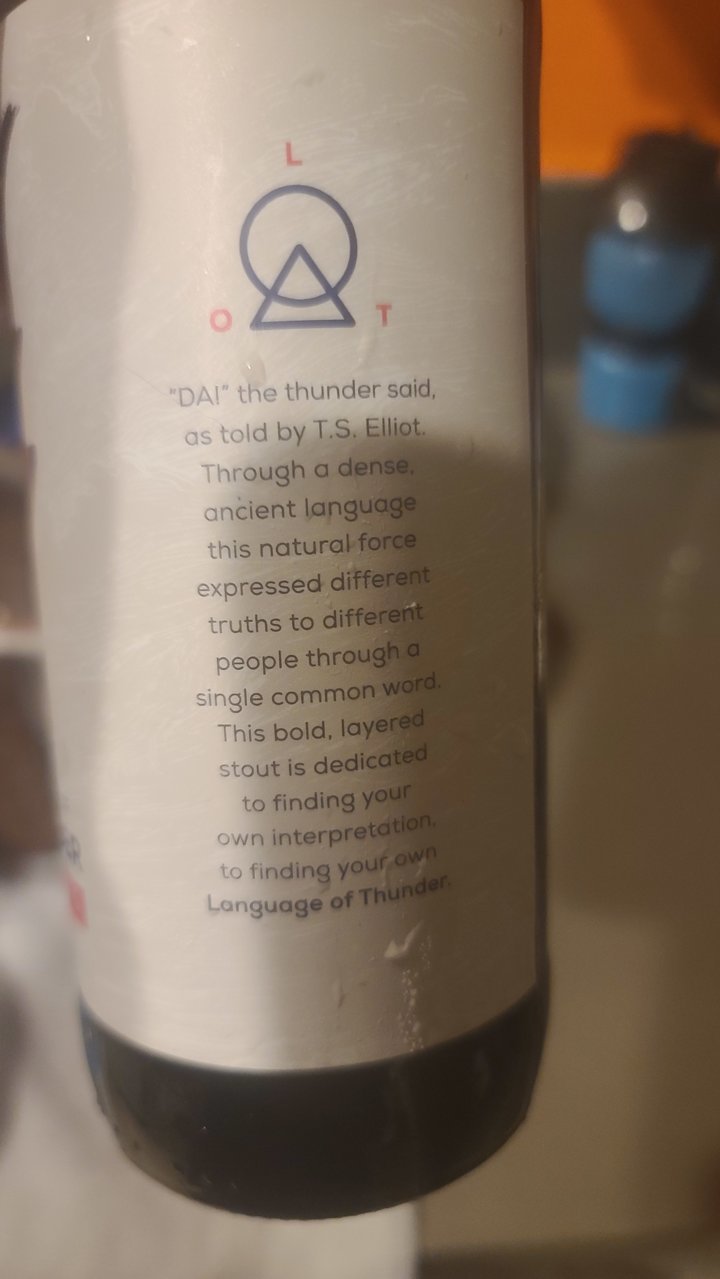 L
O T
"DA!" the thunder said,
as told by T.S. Elliot.
Through a dense,
ancient language
this natural force
expressed different
truths to different
people through a
single common word.
This bold, layered
stout is dedicated
to finding your
own interpretation,
to finding your own
Language of Thunder.